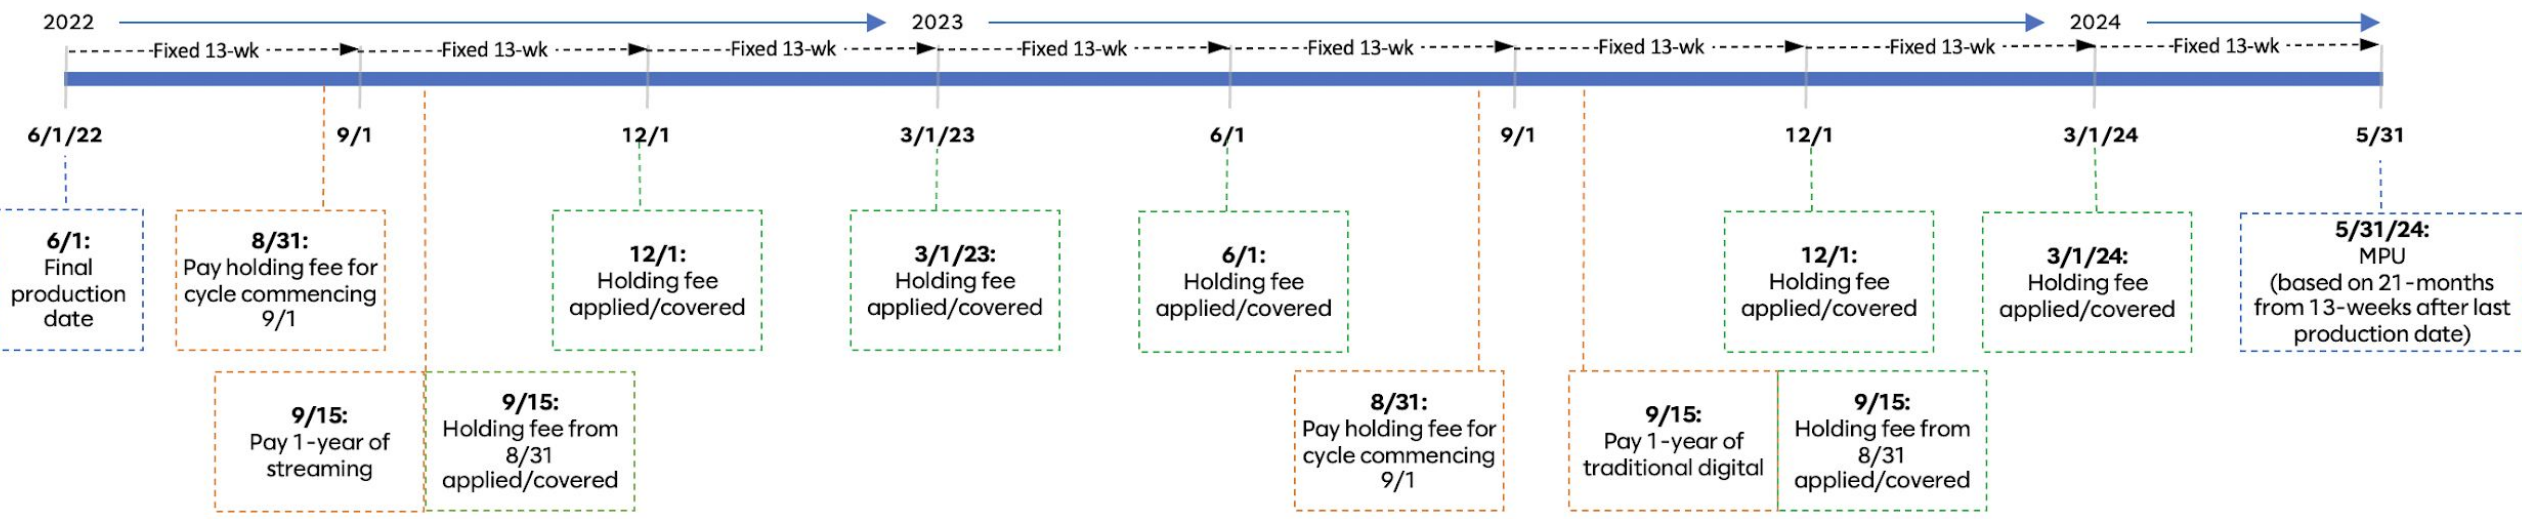 2022
2023
2024
Fixed 13-wk
Fixed 13-wk
Fixed 13-wk
Fixed 13-wk
Fixed 13-wk
Fixed 13-wk
Fixed 13-wk
Fixed 13-wk
6/1/22
9/1
12/1
3/1/23
6/1
9/1
12/1
3/1/24
5/31
6/1:
Final
production
date
8/31:
Pay holding fee for
cycle commencing
9/1
12/1:
Holding fee
applied/covered
3/1/23:
Holding fee
applied/covered
6/1:
Holding fee
applied/covered
12/1:
Holding fee
applied/covered
3/1/24:
Holding fee
applied/covered
5/31/24:
MPU
(based on 21-months
from 13-weeks after last
production date)
9/15:
Pay 1-year of
streaming
9/15:
Holding fee from
8/31
applied/covered
8/31:
Pay holding fee for
cycle commencing
9/1
9/15:
Pay 1-year of
traditional digital
9/15:
Holding fee from
8/31
applied/covered